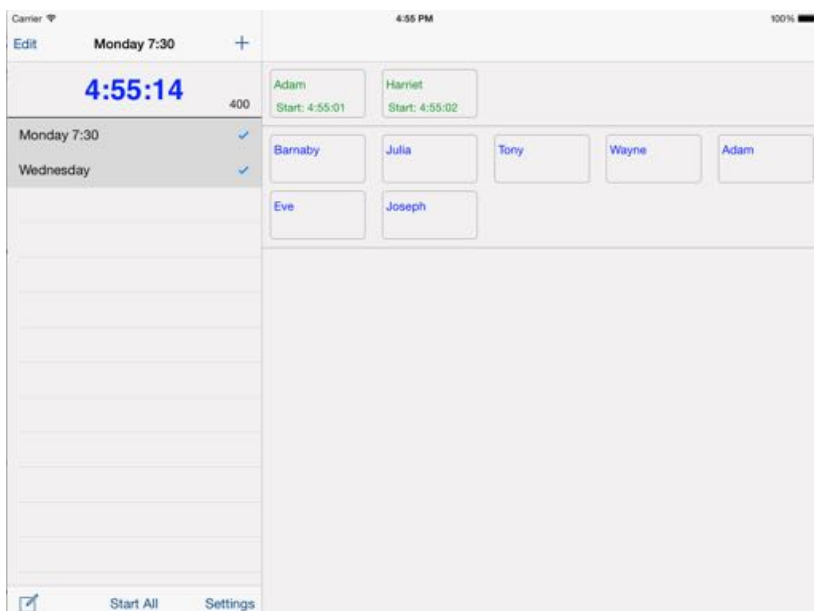 Carrier 4:55 PM 100%
Edit Monday 7:30 +
4:55:14
400
Monday 7:30
Wednesday
Adam Harriet
Start: 4:55:01 Start: 4:55:02
Barnaby Julia Tony Wayne Adam
Eve Joseph
Start All Settings